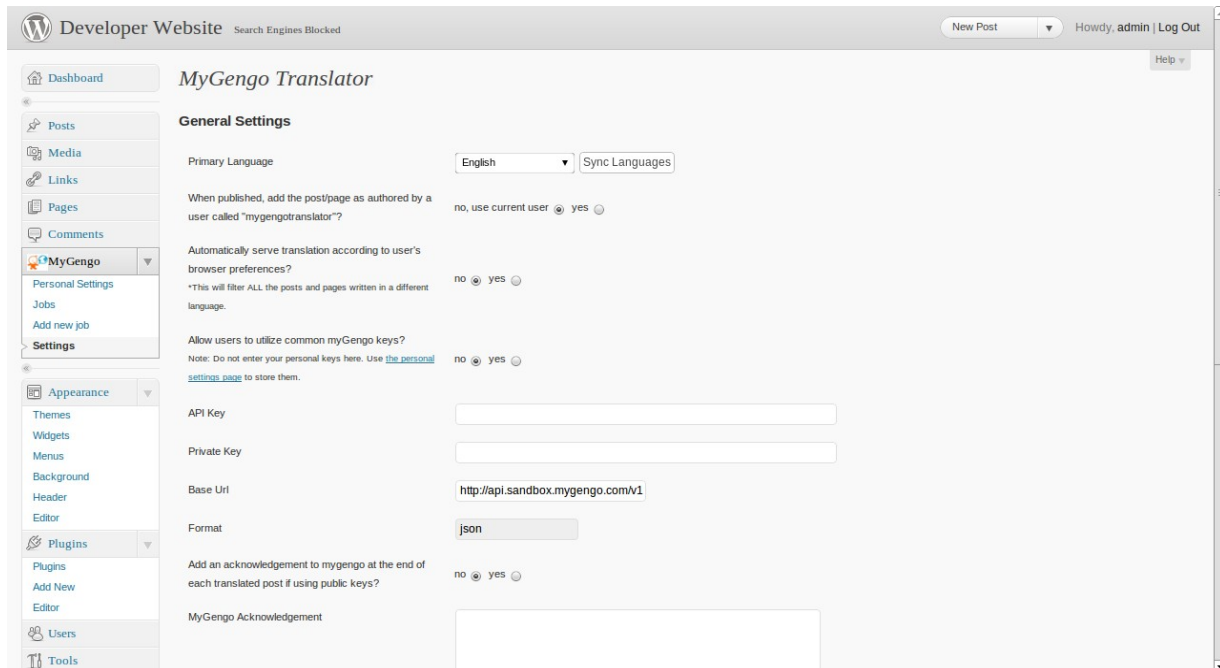 Developer Website Search Engines Blocked
New Post
Howdy, admin | Log Out
Help
Dashboard
Posts
Media
Links
Pages
Comments
MyGengo
Personal Settings
Jobs
Add new job
Settings
Appearance
Themes
Widgets
Menus
Background
Header
Editor
Plugins
Plugins
Add New
Editor
Users
Tools
MyGengo Translator
General Settings
Primary Language
English
Sync Languages
When published, add the post/page as authored by a
user called "mygengotranslator"?
no, use current user yes
Automatically serve translation according to user's
browser preferences?
*This will filter ALL the posts and pages written in a different
language.
no yes
Allow users to utilize common myGengo keys?
Note: Do not enter your personal keys here. Use the personal
settings page to store them.
no yes
API Key
Private Key
Base Url
http://api.sandbox.mygengo.com/v1
Format
json
Add an acknowledgement to mygengo at the end of
each translated post if using public keys?
no yes
MyGengo Acknowledgement